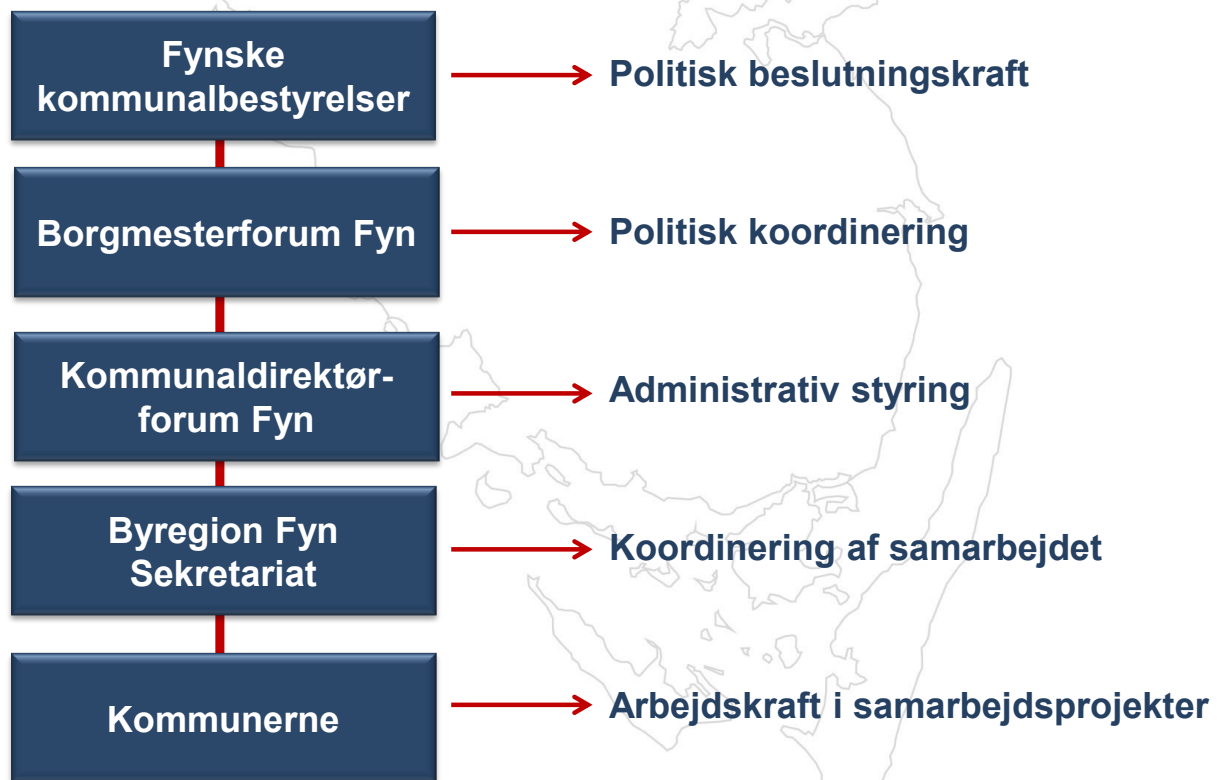 Fynske
kommunalbestyrelser
Politisk beslutningskraft
Borgmesterforum Fyn
Politisk koordinering
Kommunaldirektør-
forum Fyn
Administrativ styring
Byregion Fyn
Sekretariat
Koordinering af samarbejdet
Kommunerne
Arbejdskraft i samarbejdsprojekter